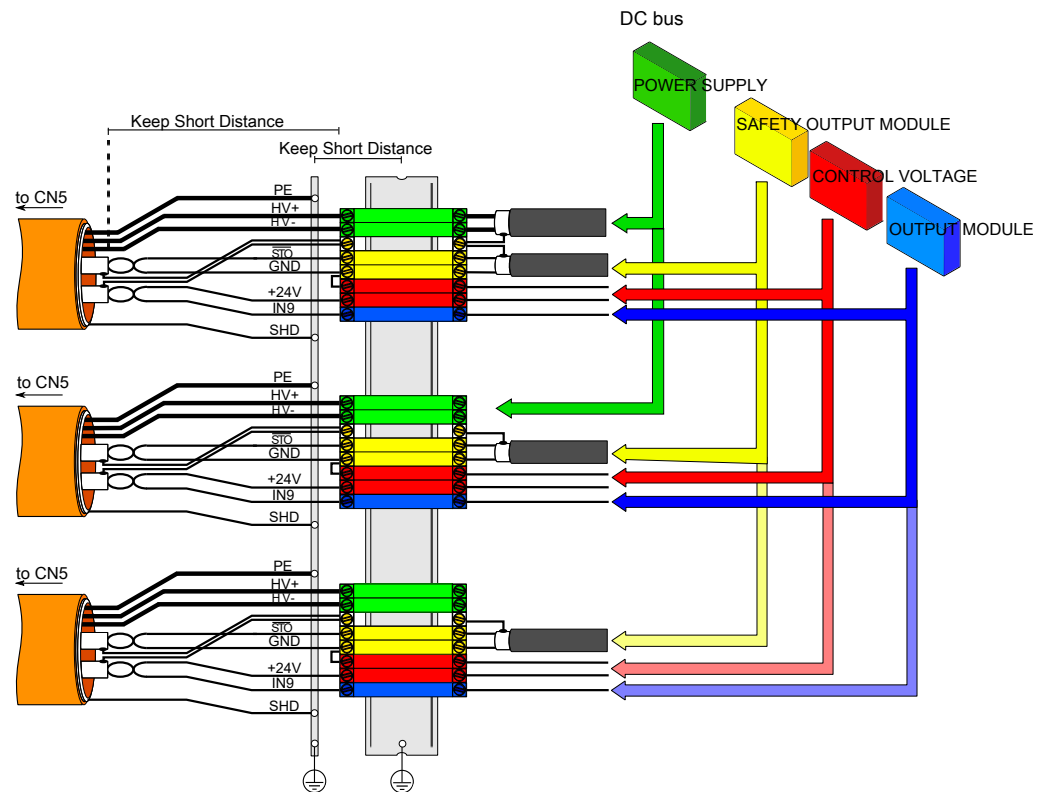 DC bus
POWER SUPPLY
SAFETY OUTPUT MODULE
CONTROL VOLTAGE
OUTPUT MODULE
Keep Short Distance
Keep Short Distance
to CN5
PE
HV+
HV-
STO
GND
+24V
IN9
SHD
to CN5
PE
HV+
HV-
STO
GND
+24V
IN9
SHD
to CN5
PE
HV+
HV-
STO
GND
+24V
IN9
SHD